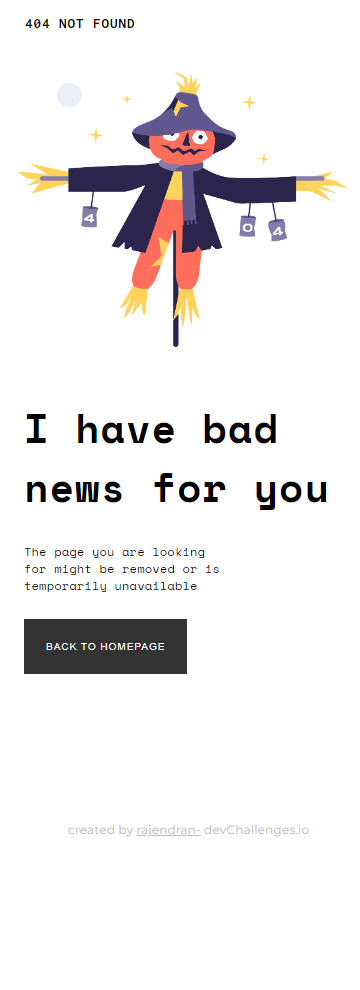 404 NOT FOUND
4
0
4
I have bad
news for you
The page you are looking
for might be removed or is
temporarily unavailable
BACK TO HOMEPAGE
created by rajendran- devChallenges.io